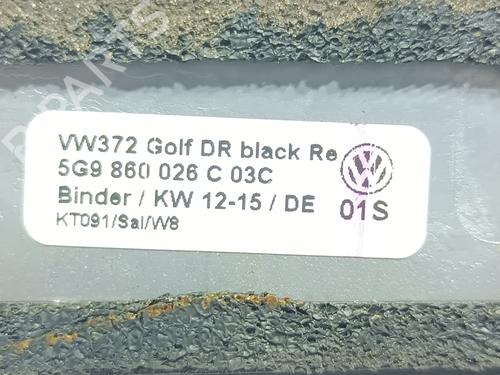 VW372 Golf DR black Re
5G9 860 026 C 03C
Binder / KW 12-15 / DE 01S
KT091/Sal/W8